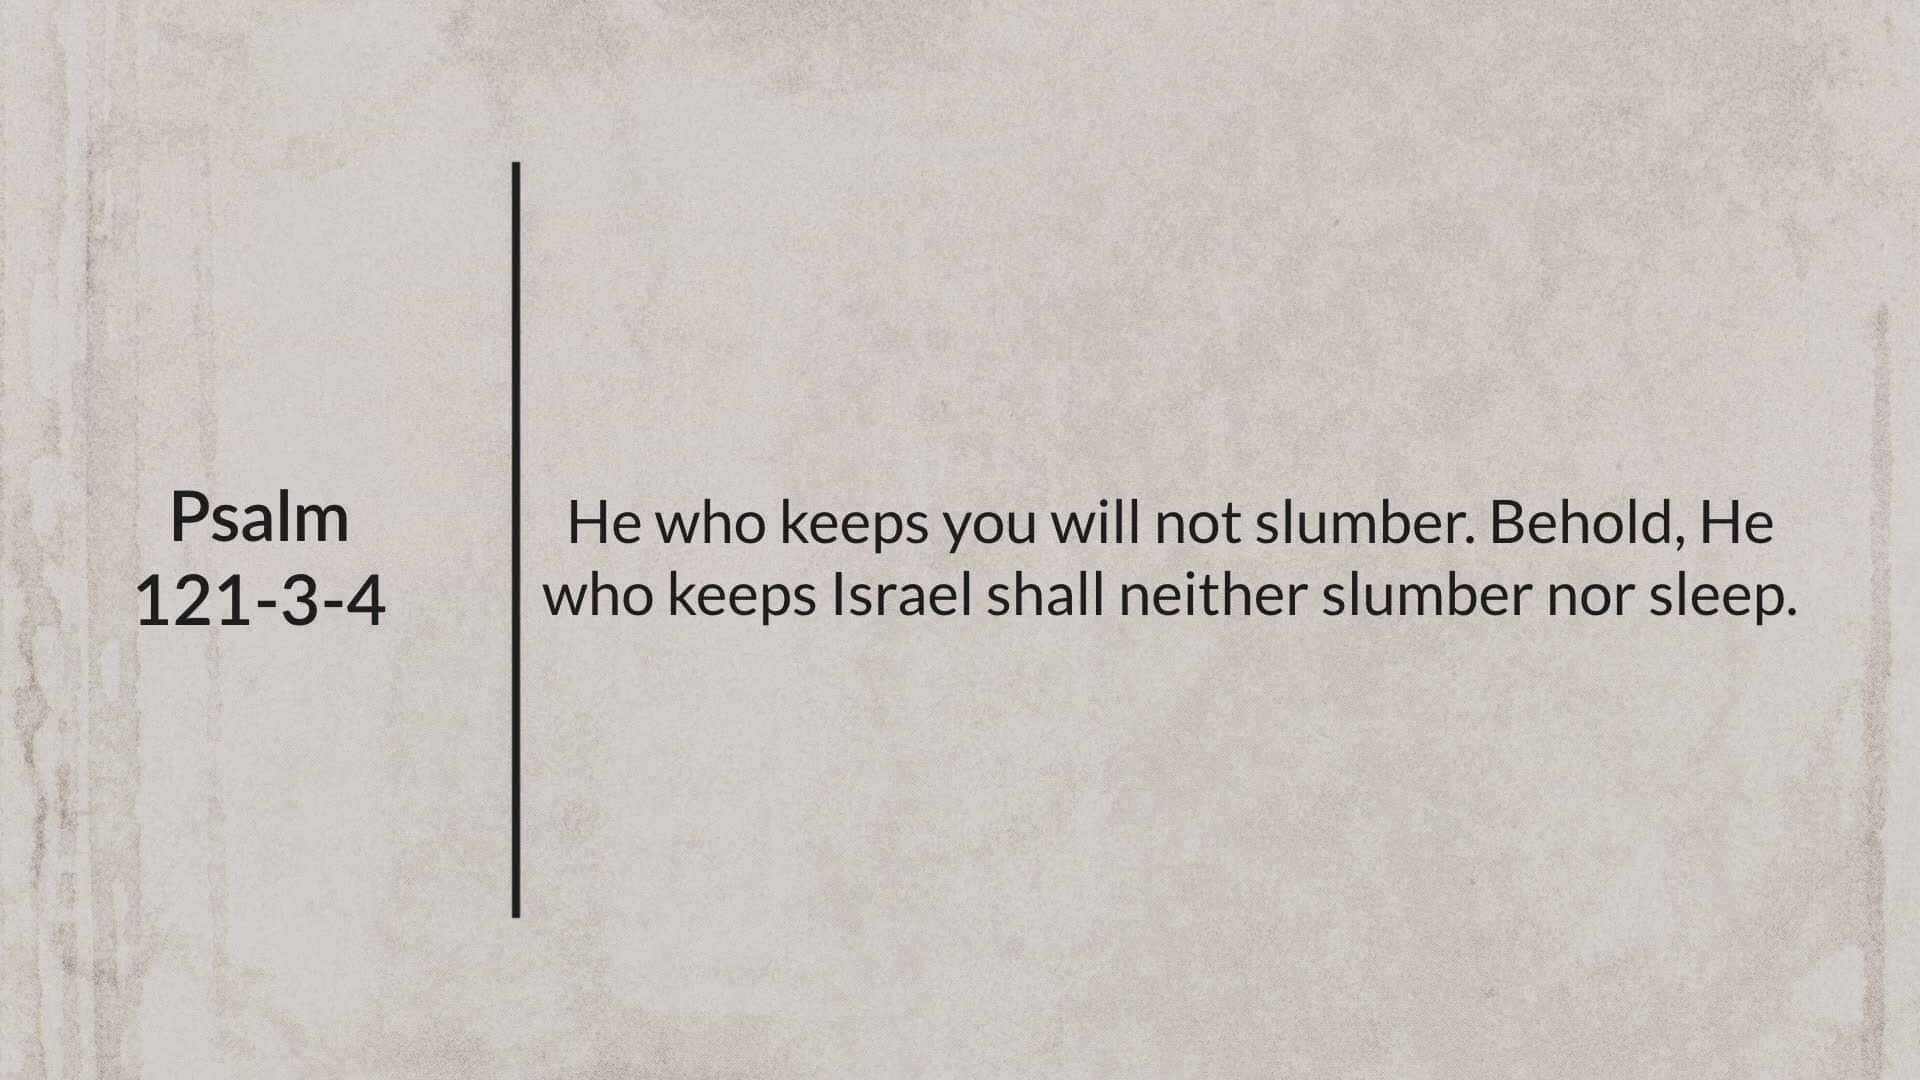 Psalm
121-3-4
He who keeps you will not slumber. Behold, He
who keeps Israel shall neither slumber nor sleep.